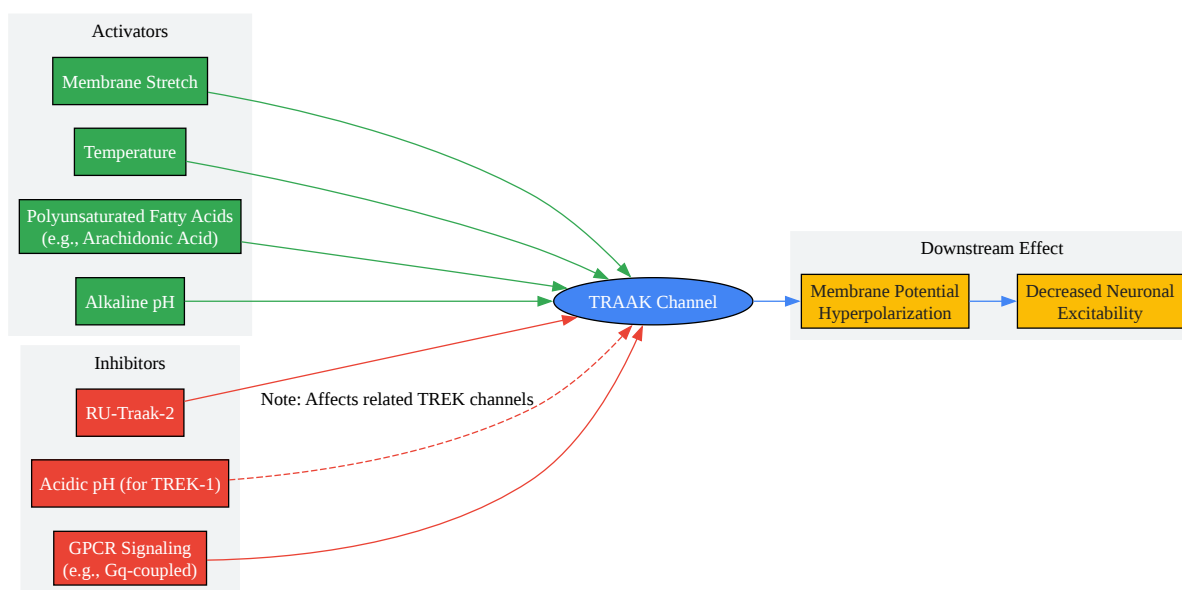 Activators
Membrane Stretch
Temperature
Polyunsaturated Fatty Acids
(e.g., Arachidonic Acid)
Alkaline pH
Inhibitors
RU-Traak-2
Acidic pH (for TREK-1)
GPCR Signaling
(e.g., Gq-coupled)
Note: Affects related TREK channels
TRAAK Channel
Downstream Effect
Membrane Potential
Hyperpolarization
Decreased Neuronal
Excitability